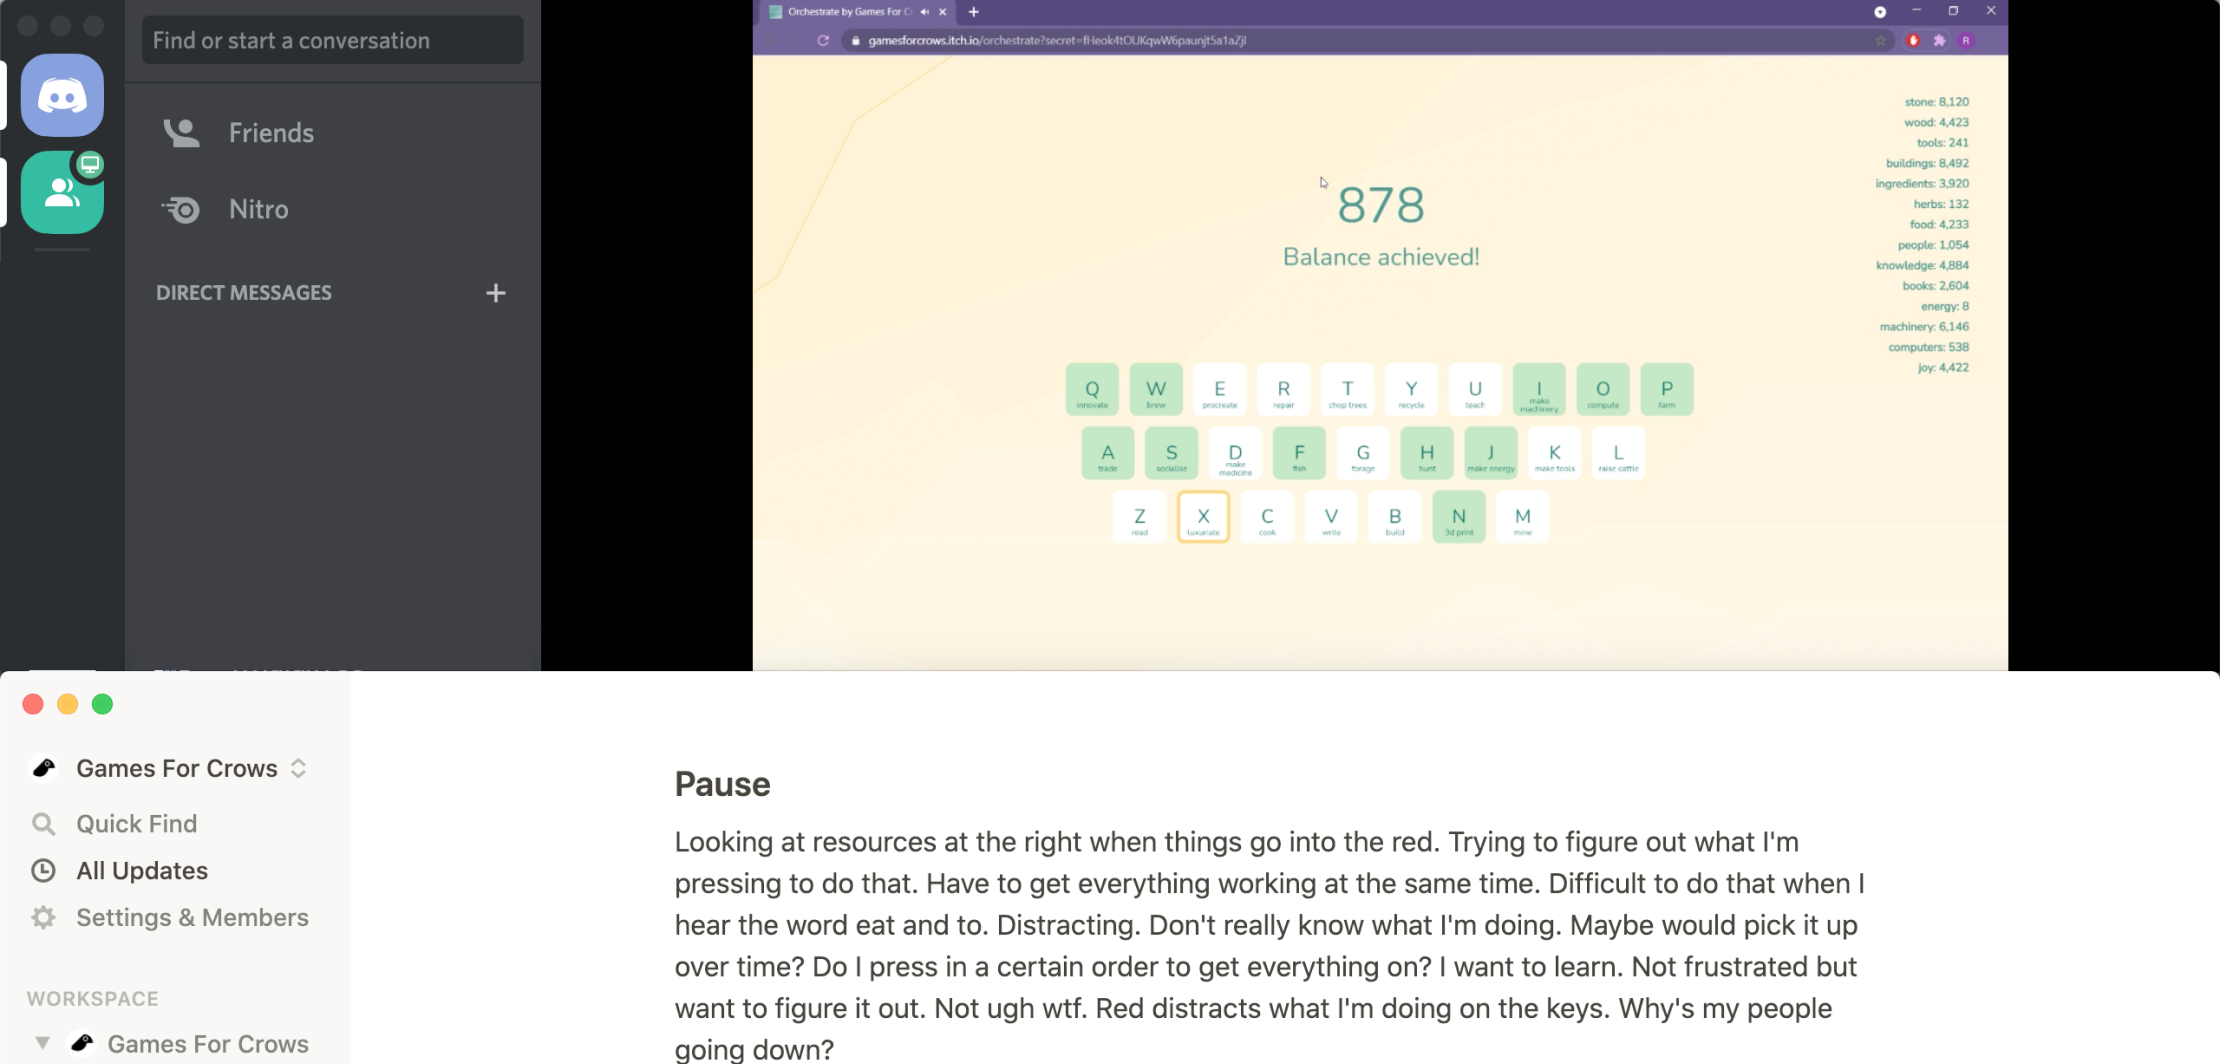 Find or start a conversation
Friends
Nitro
DIRECT MESSAGES
Orchestrate by Games For C
gamesforcrows.itch.io/orchestrate?secret=
R
878
Balance achieved!
stone: 8,120
wood: 4,423
tools: 241
buildings: 8,492
ingredients: 3,920
herbs: 132
food: 4,233
people: 1,054
knowledge: 4,884
books: 2,604
energy: 8
machinery: 6,146
computers: 538
joy: 4,422
Q innovate
W brew
E procreate
R repair
T chop trees
Y recycle
U teach
I make machinery
O compute
P farm
A trade
S socialise
D make medicine
F fish
G forage
H hunt
J make energy
K make tools
L raise cattle
Z read
X luxuriate
C cook
V write
B build
N 3d print
M mine
Games For Crows
Quick Find
All Updates
Settings & Members
WORKSPACE
Games For Crows
Pause
Looking at resources at the right when things go into the red. Trying to figure out what I'm
pressing to do that. Have to get everything working at the same time. Difficult to do that when I
hear the word eat and to. Distracting. Don't really know what I'm doing. Maybe would pick it up
over time? Do I press in a certain order to get everything on? I want to learn. Not frustrated but
want to figure it out. Not ugh wtf. Red distracts what I'm doing on the keys. Why's my people
going down?